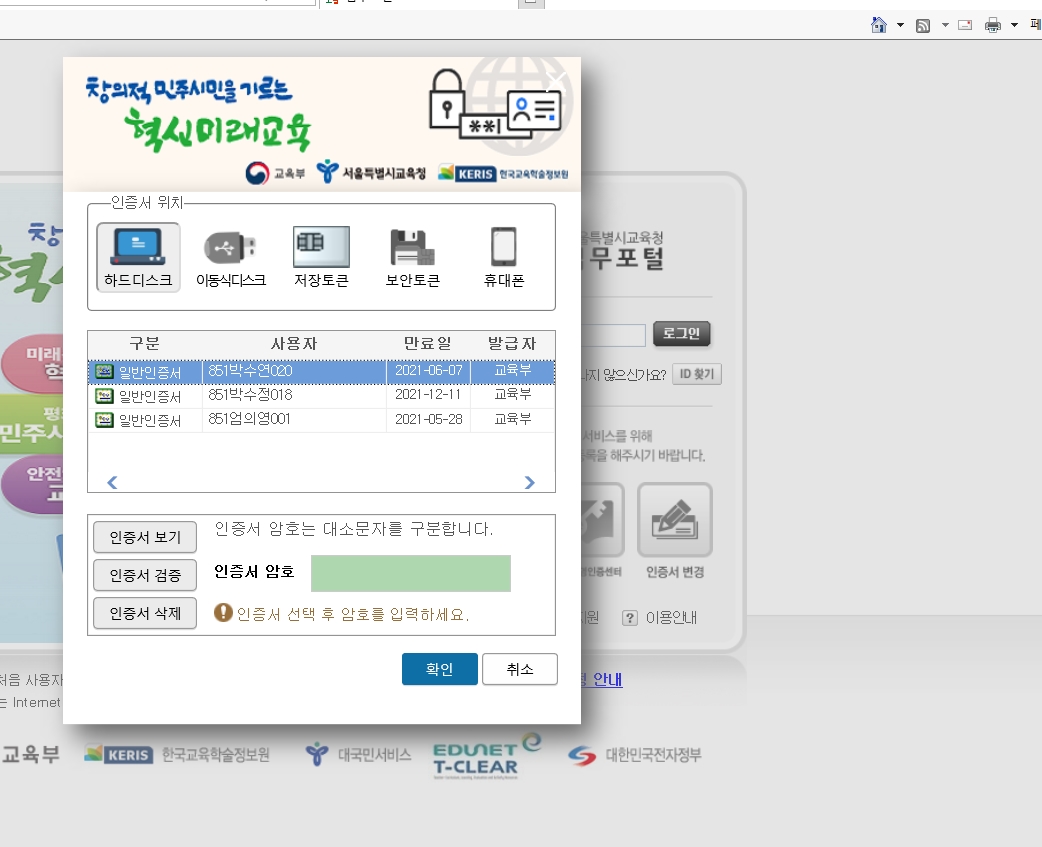 창의적 민주시민을 기르는
혁신미래교육
교육부 서울특별시교육청 KERIS 한국교육학술정보원
인증서 위치
하드디스크 이동식디스크 저장토큰 보안토큰 휴대폰
구분 사용자 만료일 발급자
일반인증서 851박수연020 2021-06-07 교육부
일반인증서 851박수정018 2021-12-11 교육부
일반인증서 851엄의영001 2021-05-28 교육부
인증서 보기
인증서 검증
인증서 삭제
인증서 암호는 대소문자를 구분합니다.
인증서 암호
인증서 선택 후 암호를 입력하세요.
확인 취소
특별시교육청
무포털
로그인
지 않으신가요? ID 찾기
서비스를 위해
록을 해주시기 바랍니다.
인증센터 인증서 변경
지원 ? 이용안내
미래
혁
평
민주시
안전
교
처음 사용자
는 Internet
안내
교육부 KERIS 한국교육학술정보원 대국민서비스 EDUNET T-CLEAR 대한민국전자정부